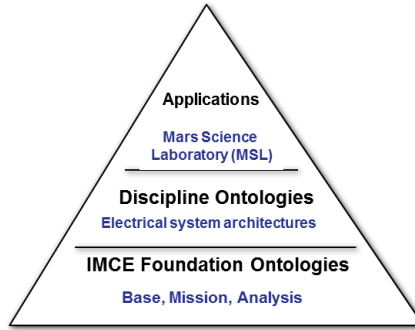 Applications
Mars Science
Laboratory (MSL)
Discipline Ontologies
Electrical system architectures
IMCE Foundation Ontologies
Base, Mission, Analysis